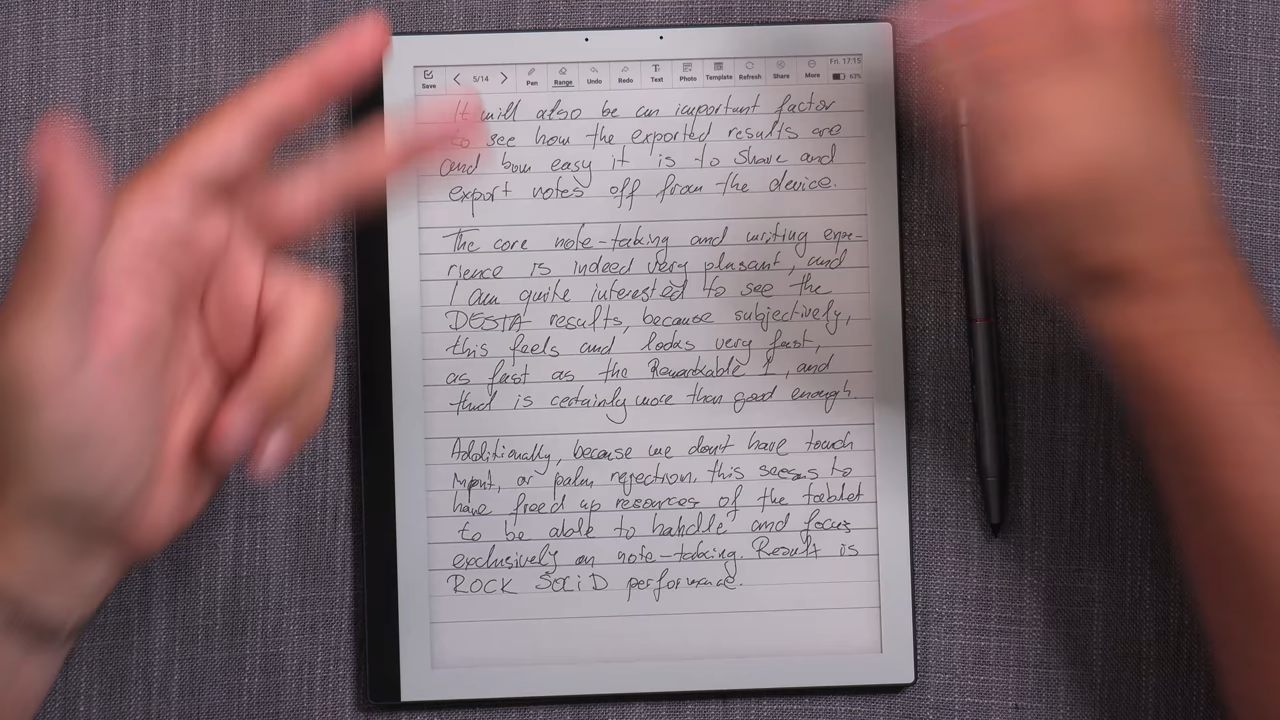 Fri. 17:15
Save 5/14 Pen Range Undo Redo Text Photo Template Refresh Share More 63%
It will also be an important factor
to see how the exported results are
and how easy it is to share and
export notes off from the device.
The core note-taking and writing expe-
rience is indeed very plasant, and
I am quite interested to see the
DESTA results, because subjectively,
this feels and looks very fast,
as fast as the Remarkable 1, and
that is certainly more than good enough.
Additionally, because we don't have touch
input, or palm rejection, this seems to
have freed up resources of the tablet
to be able to handle and focus
exclusively on note-taking. Result is
ROCK SOLiD performance.